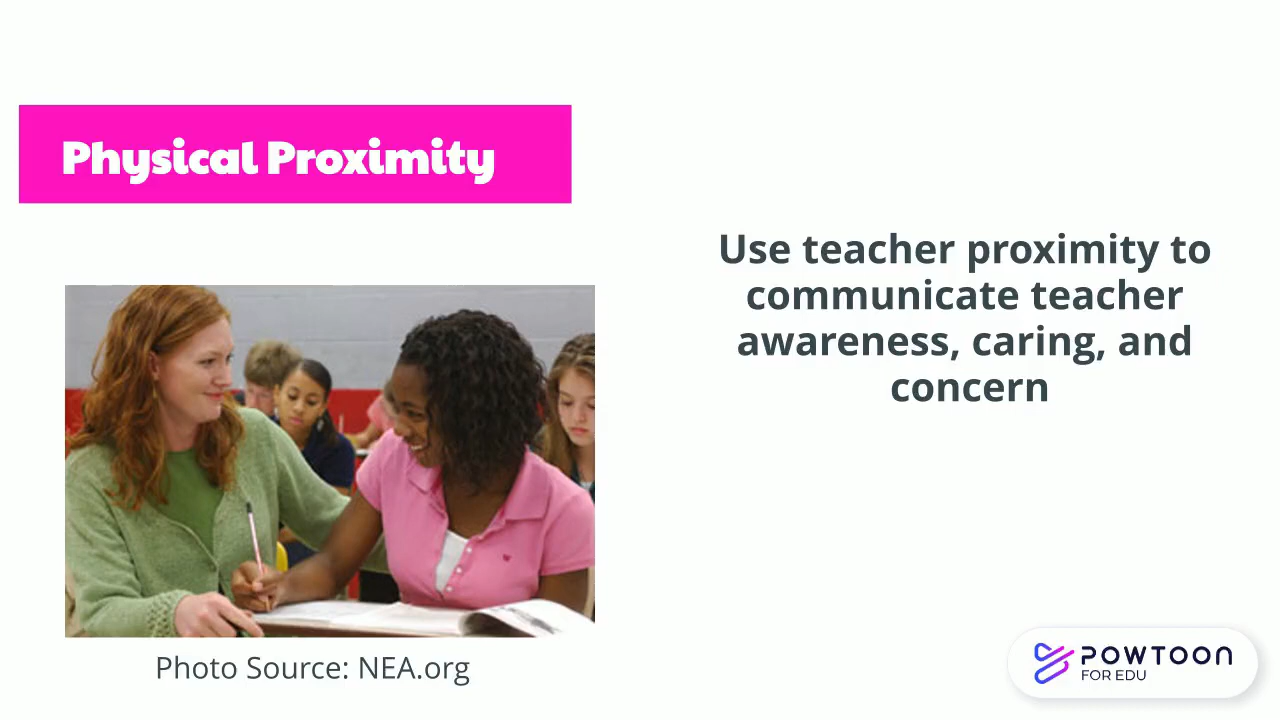 Physical Proximity
Use teacher proximity to
communicate teacher
awareness, caring, and
concern
Photo Source: NEA.org
POWTOON
FOR EDU